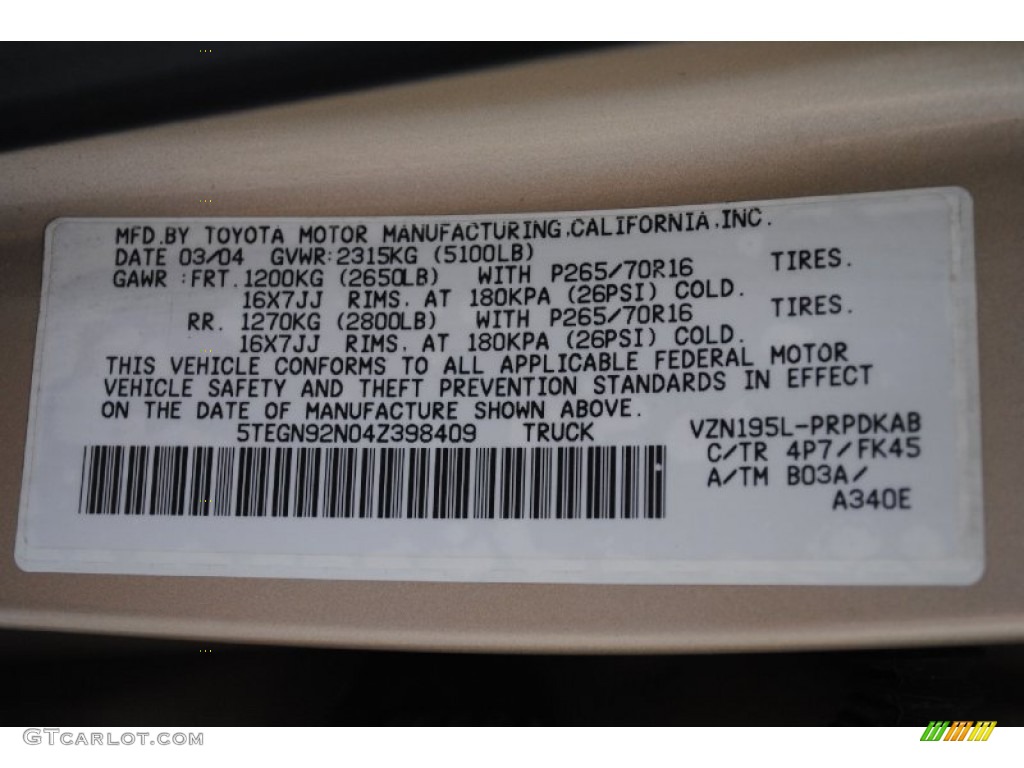 MFD.BY TOYOTA MOTOR MANUFACTURING,CALIFORNIA,INC.
DATE 03/04 GVWR:2315KG (5100LB)
GAWR :FRT. 1200KG (2650LB) WITH P265/70R16 TIRES.
16X7JJ RIMS. AT 180KPA (26PSI) COLD.
RR. 1270KG (2800LB) WITH P265/70R16 TIRES.
16X7JJ RIMS. AT 180KPA (26PSI) COLD.
THIS VEHICLE CONFORMS TO ALL APPLICABLE FEDERAL MOTOR
VEHICLE SAFETY AND THEFT PREVENTION STANDARDS IN EFFECT
ON THE DATE OF MANUFACTURE SHOWN ABOVE.
5TEGN92N04Z398409 TRUCK VZN195L-PRPDKAB
C/TR 4P7/FK45
A/TM B03A/
A340E
GTCARLOT.COM